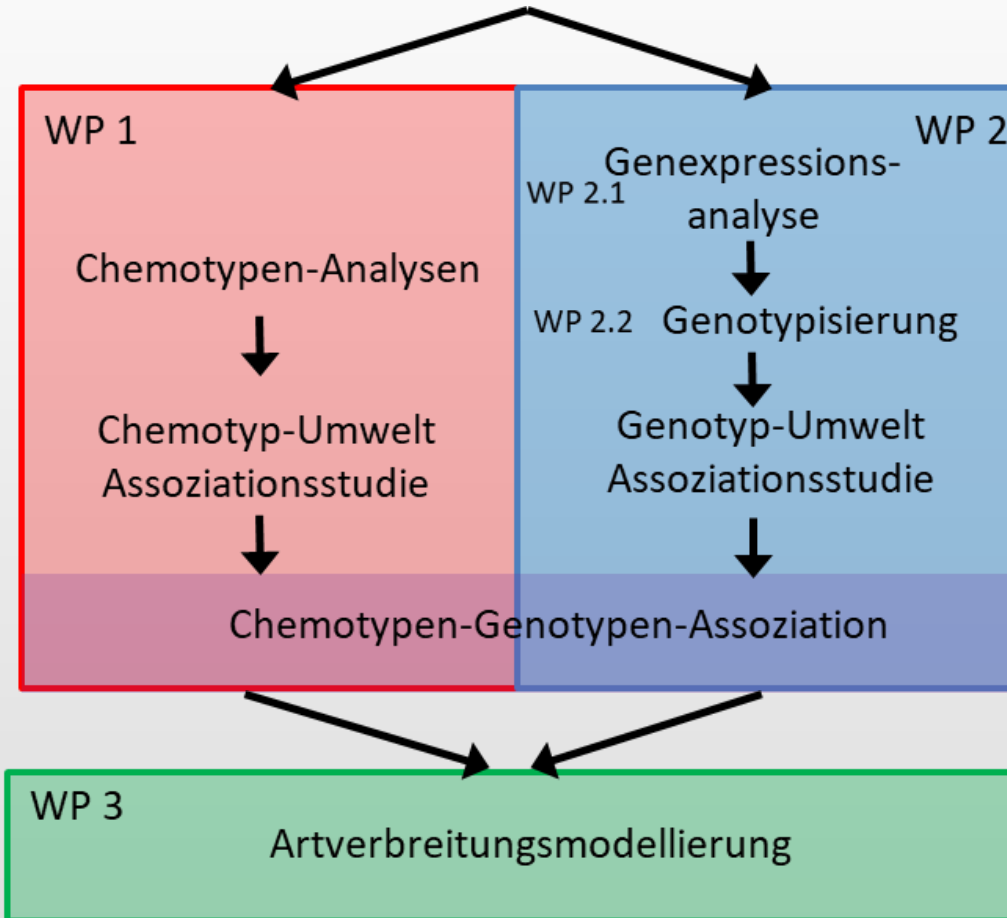 WP 1
Chemotypen-Analysen
Chemotyp-Umwelt
Assoziationsstudie
WP 2
WP 2.1
Genexpressions-
analyse
WP 2.2 Genotypisierung
Genotyp-Umwelt
Assoziationsstudie
Chemotypen-Genotypen-Assoziation
WP 3
Artverbreitungsmodellierung